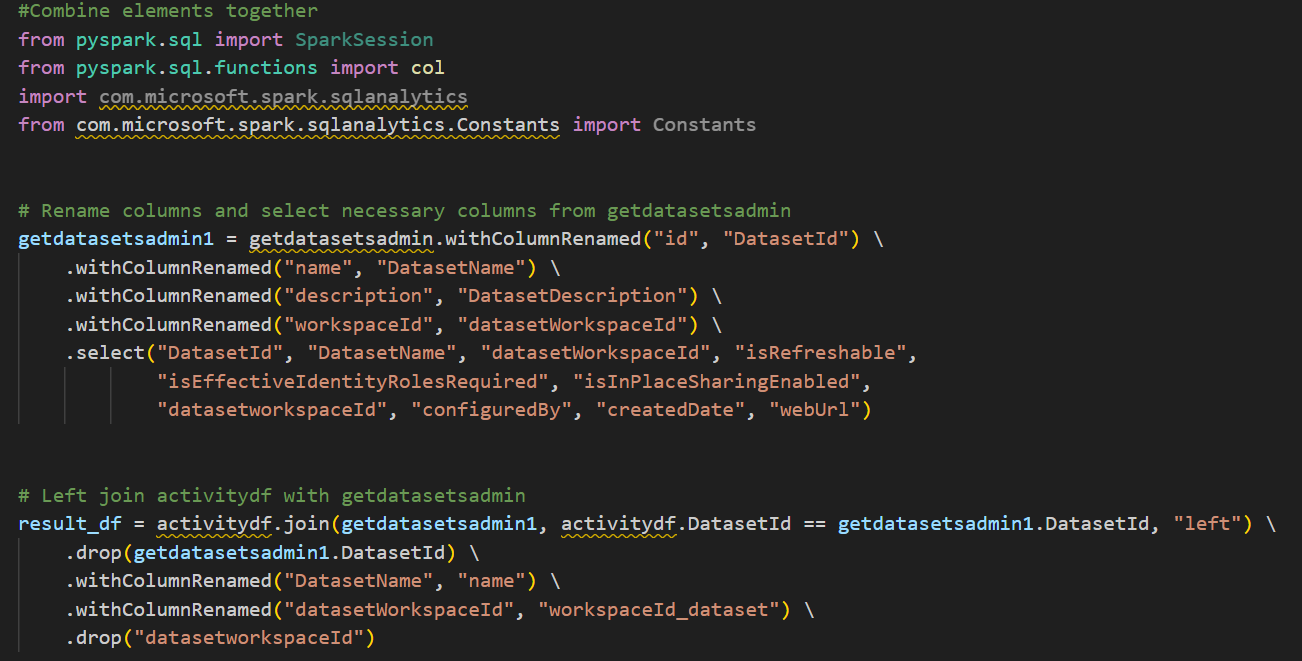 #Combine elements together
from pyspark.sql import SparkSession
from pyspark.sql.functions import col
import com.microsoft.spark.sqlanalytics
from com.microsoft.spark.sqlanalytics.Constants import Constants
# Rename columns and select necessary columns from getdatasetsadmin
getdatasetsadmin1 = getdatasetsadmin.withColumnRenamed("id", "DatasetId") \
    .withColumnRenamed("name", "DatasetName") \
    .withColumnRenamed("description", "DatasetDescription") \
    .withColumnRenamed("workspaceId", "datasetWorkspaceId") \
    .select("DatasetId", "DatasetName", "datasetWorkspaceId", "isRefreshable",
            "isEffectiveIdentityRolesRequired", "isInPlaceSharingEnabled",
            "datasetworkspaceId", "configuredBy", "createdDate", "webUrl")
# Left join activitydf with getdatasetsadmin
result_df = activitydf.join(getdatasetsadmin1, activitydf.DatasetId == getdatasetsadmin1.DatasetId, "left") \
    .drop(getdatasetsadmin1.DatasetId) \
    .withColumnRenamed("DatasetName", "name") \
    .withColumnRenamed("datasetWorkspaceId", "workspaceId_dataset") \
    .drop("datasetworkspaceId")